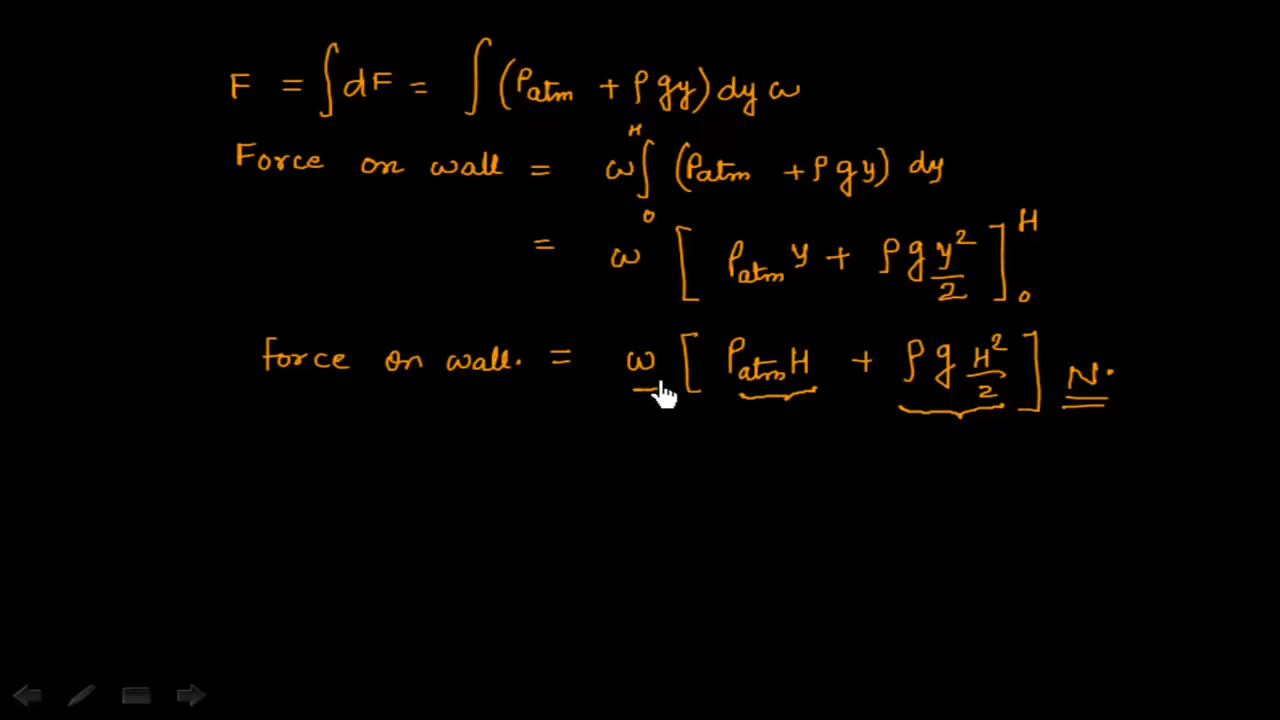 F = ∫dF = ∫(Patm + ρgy) dy ω
Force on wall = ω∫₀ᴴ (Patm + ρgy) dy
= ω [ Patm y + ρg y²/2 ]₀ᴴ
force on wall. = ω [ Patm H + ρg H²/2 ] N.